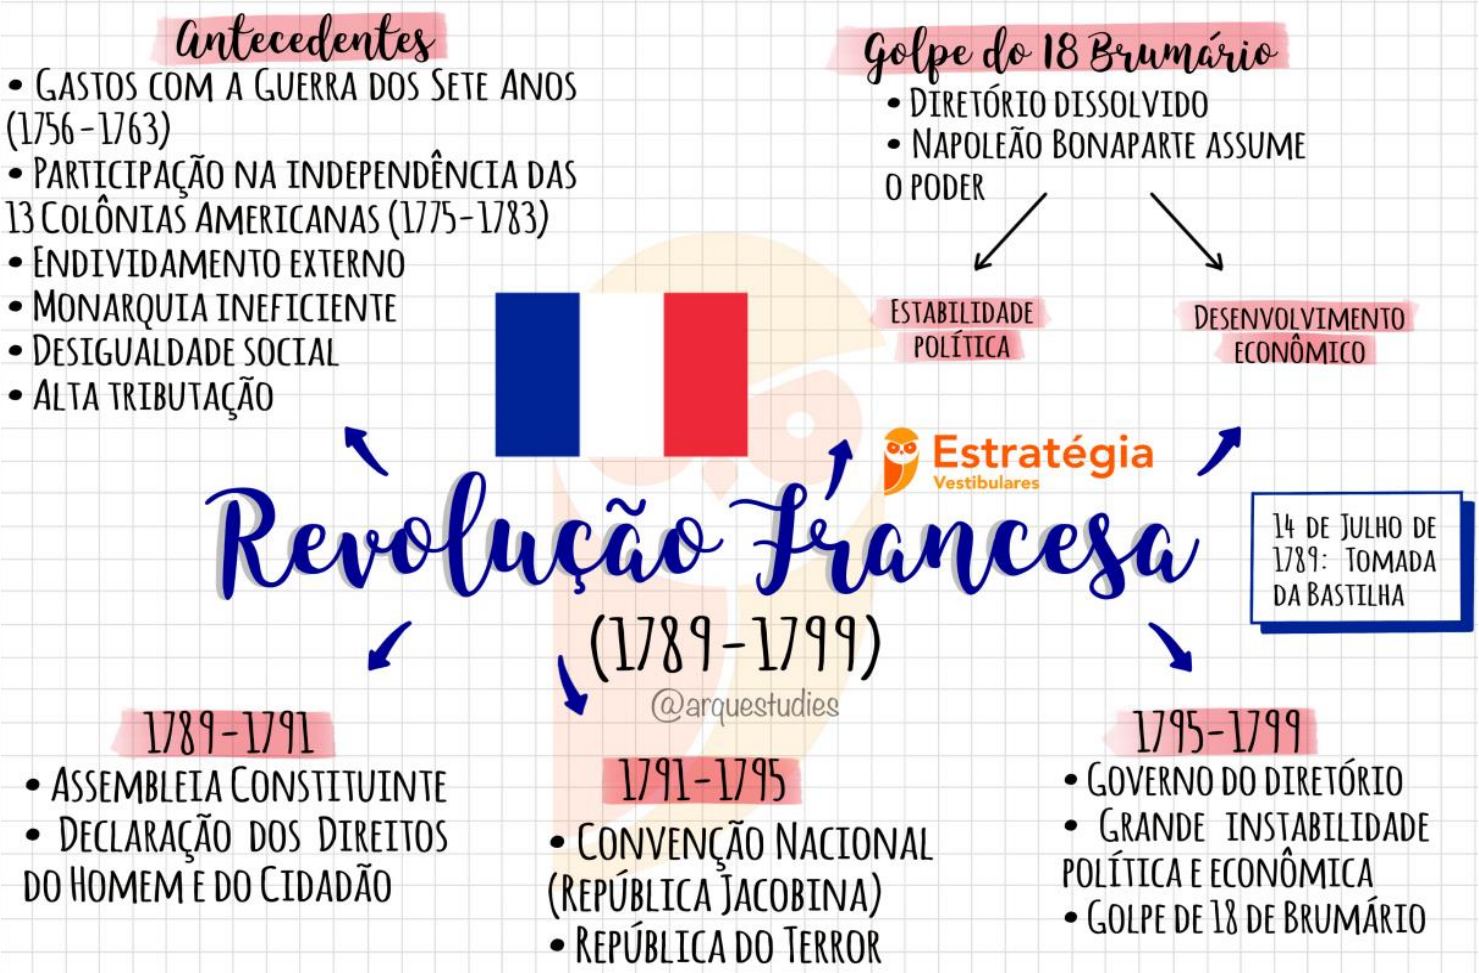 Antecedentes
• Gastos com a Guerra dos Sete Anos
(1756-1763)
• Participação na independência das
13 Colônias Americanas (1775-1783)
• Endividamento externo
• Monarquia ineficiente
• Desigualdade social
• Alta tributação
Golpe do 18 Brumário
• Diretório dissolvido
• Napoleão Bonaparte assume
o poder
Estabilidade
política
Desenvolvimento
econômico
Estratégia
Vestibulares
Revolução Francesa
(1789-1799)
@arquestudies
14 de Julho de
1789: Tomada
da Bastilha
1789-1791
• Assembleia Constituinte
• Declaração dos Direitos
do Homem e do Cidadão
1791-1795
• Convenção Nacional
(República Jacobina)
• República do Terror
1795-1799
• Governo do diretório
• Grande instabilidade
política e econômica
• Golpe de 18 de Brumário